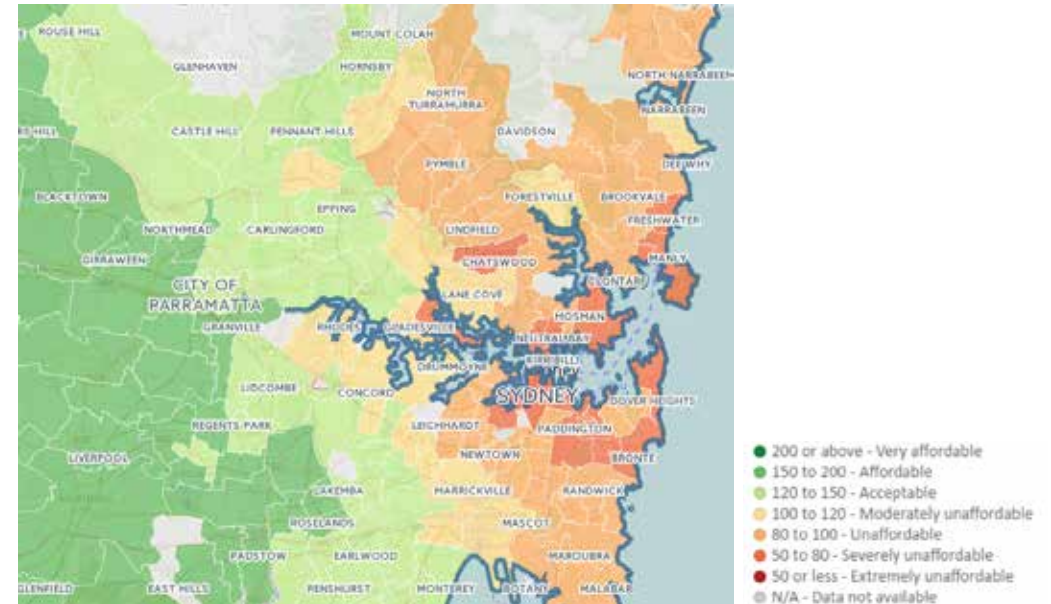 ROUSE HILL
MOUNT COLAH
GLENHAVEN
HORNSBY
NORTH NARRABEEN
NORTH
TURRAMURRA
NARRABEEN
CASTLE HILL
PENNANT HILLS
DAVIDSON
PYMBLE
DEE WHY
BLACKTOWN
FORESTVILLE
BROOKVALE
EPPING
FRESHWATER
NORTHMEAD
CARLINGFORD
LINDFIELD
GIRRAWEEN
CHATSWOOD
MANLY
CITY OF
PARRAMATTA
CLONTARF
LANE COVE
MOSMAN
GRANVILLE
RHODES
GLADESVILLE
NEUTRAL BAY
KIRRIBILLI
DRUMMOYNE
LIDCOMBE
CONCORD
SYDNEY
DOVER HEIGHTS
REGENTS PARK
LEICHHARDT
PADDINGTON
LIVERPOOL
NEWTOWN
BRONTE
LAKEMBA
MARRICKVILLE
RANDWICK
ROSELANDS
MASCOT
PADSTOW
EARLWOOD
MAROUBRA
GLENFIELD
EAST HILLS
PENSHURST
MONTEREY
BOTANY
MALABAR
200 or above - Very affordable
150 to 200 - Affordable
120 to 150 - Acceptable
100 to 120 - Moderately unaffordable
80 to 100 - Unaffordable
50 to 80 - Severely unaffordable
50 or less - Extremely unaffordable
N/A - Data not available